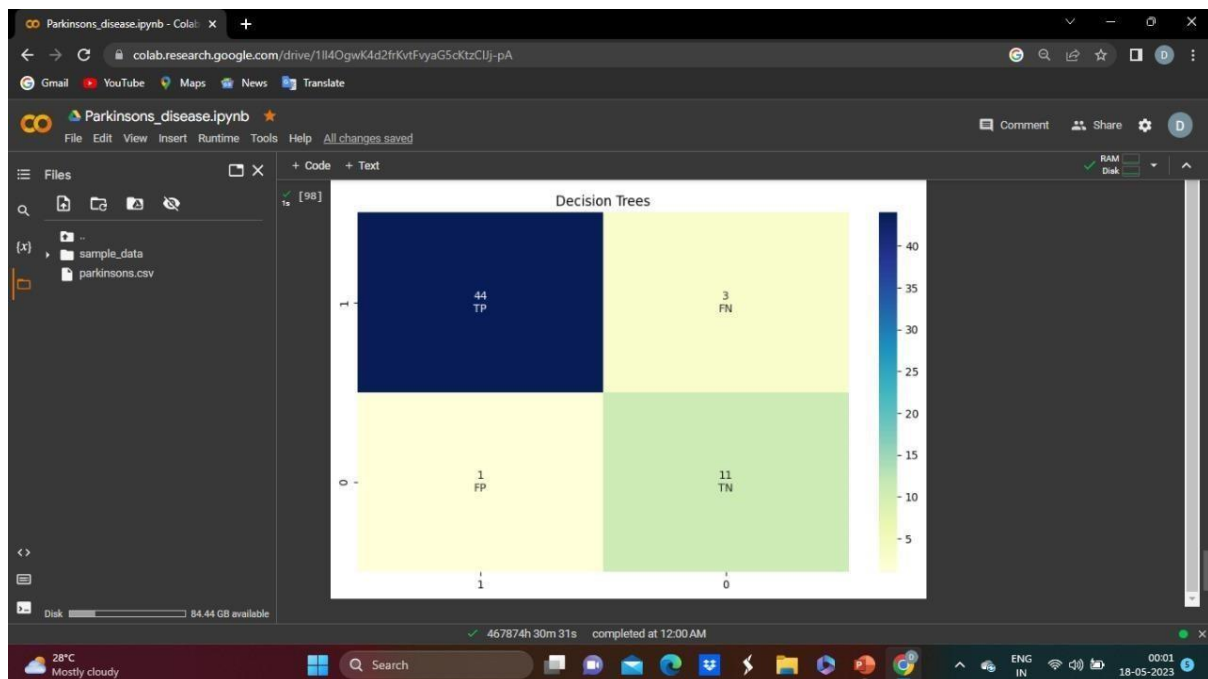 Parkinsons_disease.ipynb - Colab
colab.research.google.com/drive/1Il4OgwK4d2frKvtFvyaG5cKtzClJj-pA
D
Gmail YouTube Maps News Translate
CO Parkinsons_disease.ipynb
File Edit View Insert Runtime Tools Help All changes saved
Comment Share D
Files
+ Code + Text
RAM
Disk
..
sample_data
parkinsons.csv
{x}
[98]
1s
Decision Trees
44
TP
3
FN
1
FP
11
TN
1
0
1
0
40
35
30
25
20
15
10
5
Disk 84.44 GB available
467874h 30m 31s completed at 12:00 AM
28°C
Mostly cloudy
Search
ENG
IN
00:01
18-05-2023
5